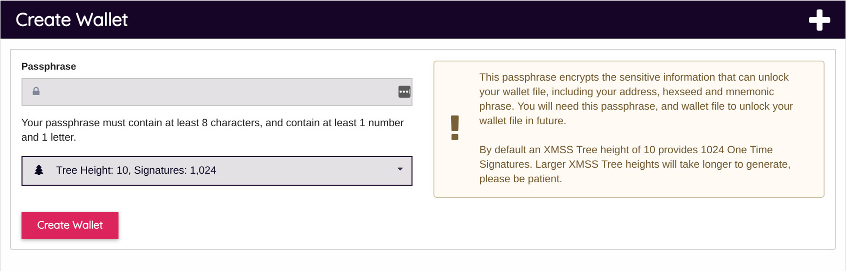 Create Wallet
Passphrase
Your passphrase must contain at least 8 characters, and contain at least 1 number
and 1 letter.
Tree Height: 10, Signatures: 1,024
Create Wallet
This passphrase encrypts the sensitive information that can unlock
your wallet file, including your address, hexseed and mnemonic
phrase. You will need this passphrase, and wallet file to unlock your
wallet file in future.
By default an XMSS Tree height of 10 provides 1024 One Time
Signatures. Larger XMSS Tree heights will take longer to generate,
please be patient.